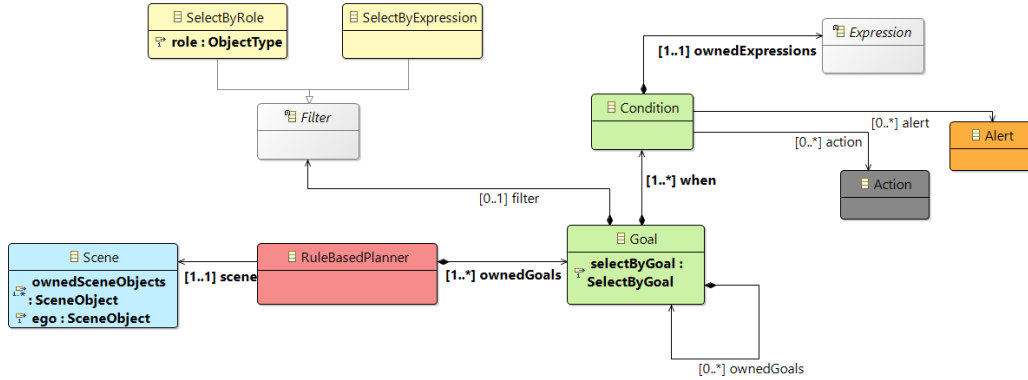 SelectByRole
role : ObjectType
SelectByExpression
Expression
[1..1] ownedExpressions
Filter
Condition
[0..*] alert
Alert
[0..*] action
Action
[0..1] filter
[1..*] when
Scene
ownedSceneObjects
1..*
: SceneObject
ego : SceneObject
[1..1] scene
RuleBasedPlanner
[1..*] ownedGoals
Goal
selectByGoal :
SelectByGoal
[0..*] ownedGoals